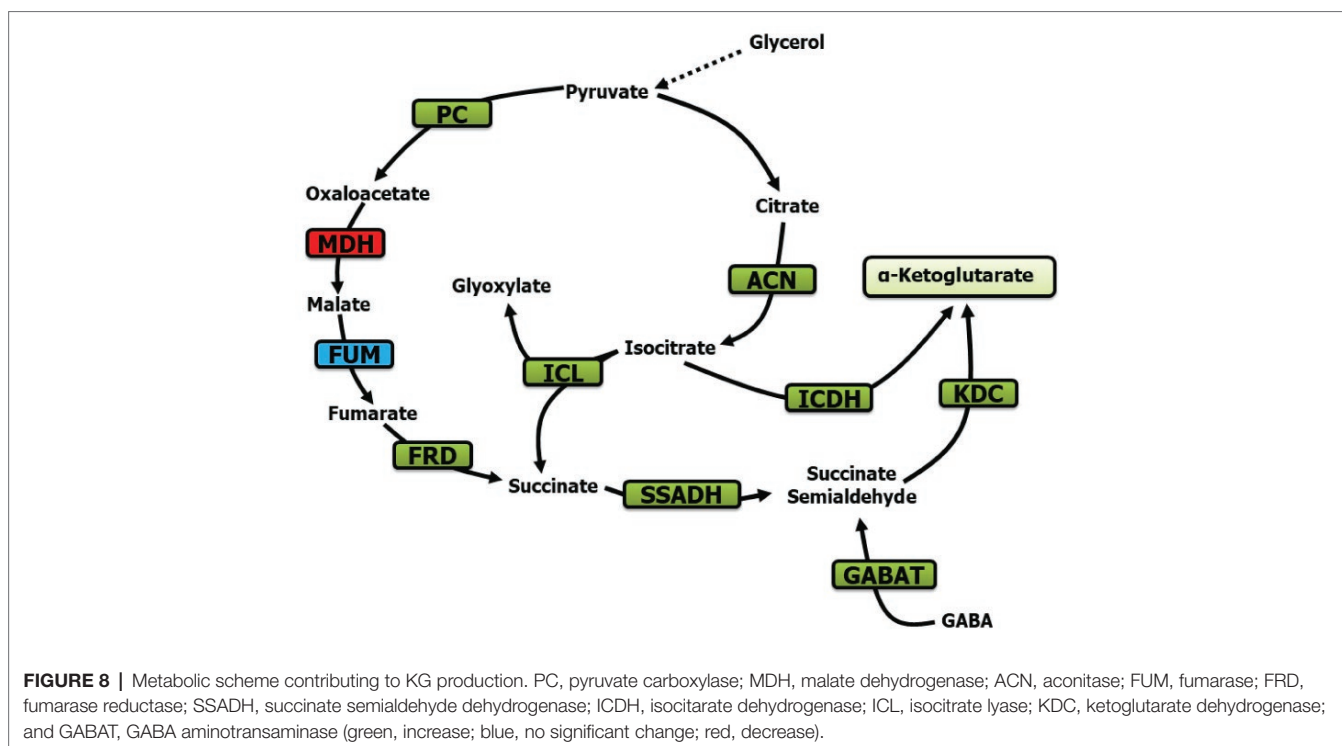 Glycerol
Pyruvate
PC
Oxaloacetate
Citrate
MDH
ACN
α-Ketoglutarate
Glyoxylate
Malate
Isocitrate
FUM
ICL
ICDH
KDC
Fumarate
FRD
Succinate
SSADH
Succinate
Semialdehyde
GABAT
GABA
FIGURE 8 | Metabolic scheme contributing to KG production. PC, pyruvate carboxylase; MDH, malate dehydrogenase; ACN, aconitase; FUM, fumarase; FRD,
fumarase reductase; SSADH, succinate semialdehyde dehydrogenase; ICDH, isocitarate dehydrogenase; ICL, isocitrate lyase; KDC, ketoglutarate dehydrogenase;
and GABAT, GABA aminotransaminase (green, increase; blue, no significant change; red, decrease).